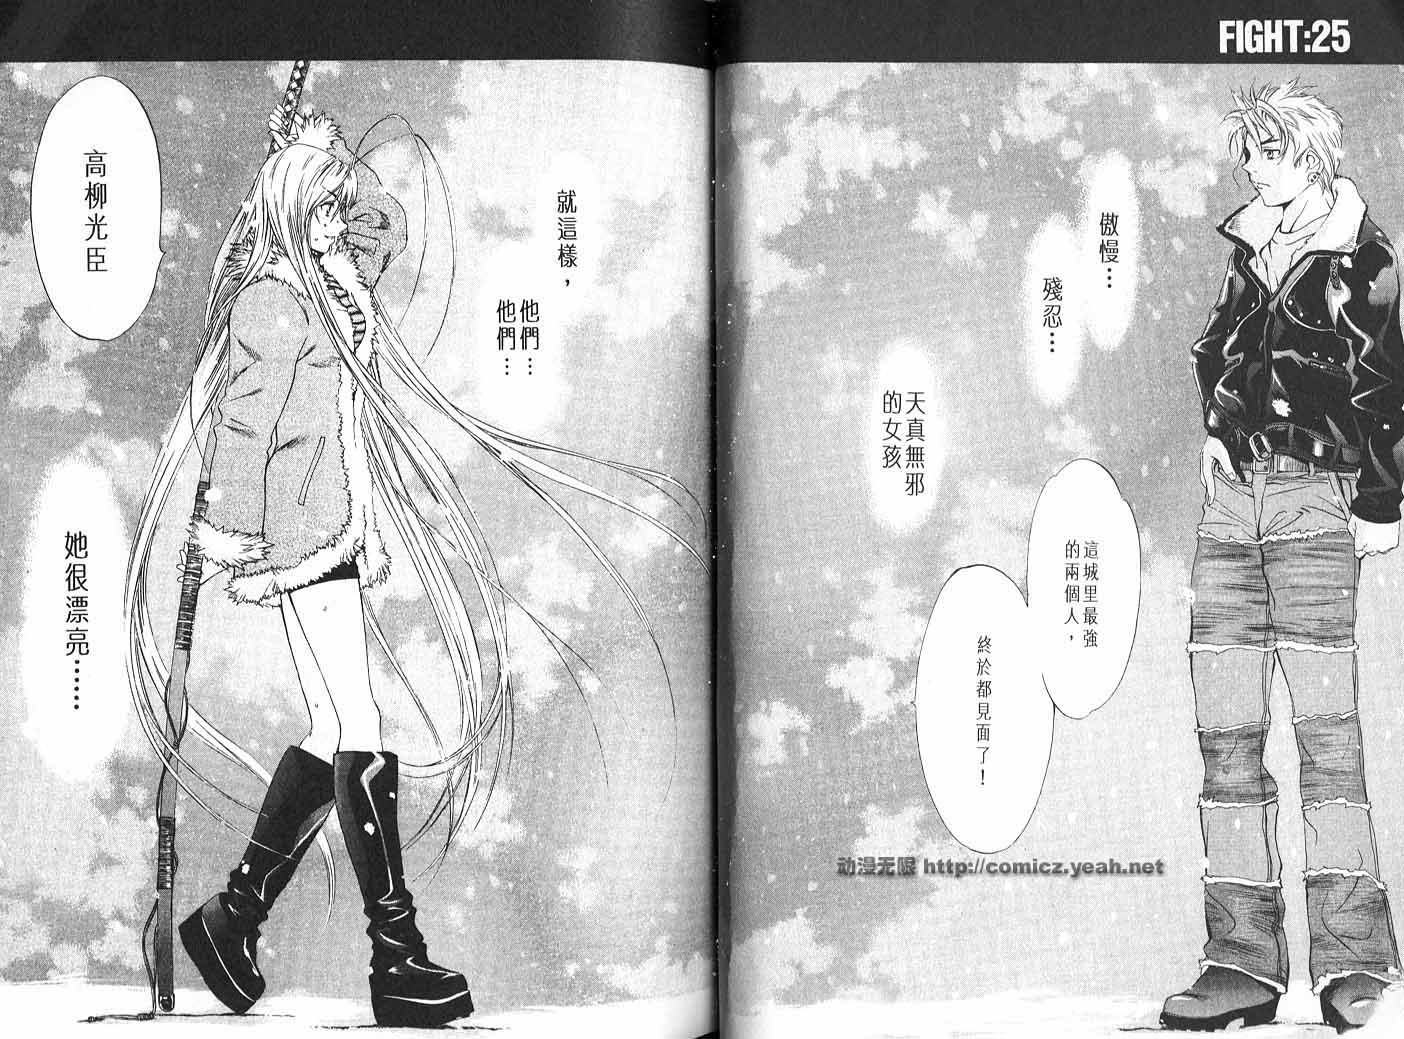 FIGHT:25
傲慢…
殘忍…
天真無邪
的女孩
這城里最強
的兩個人，
終於都見面了！
就這樣，
他們…
他們…
高柳光臣
她很漂亮……
动漫无限 http://comicz.yeah.net